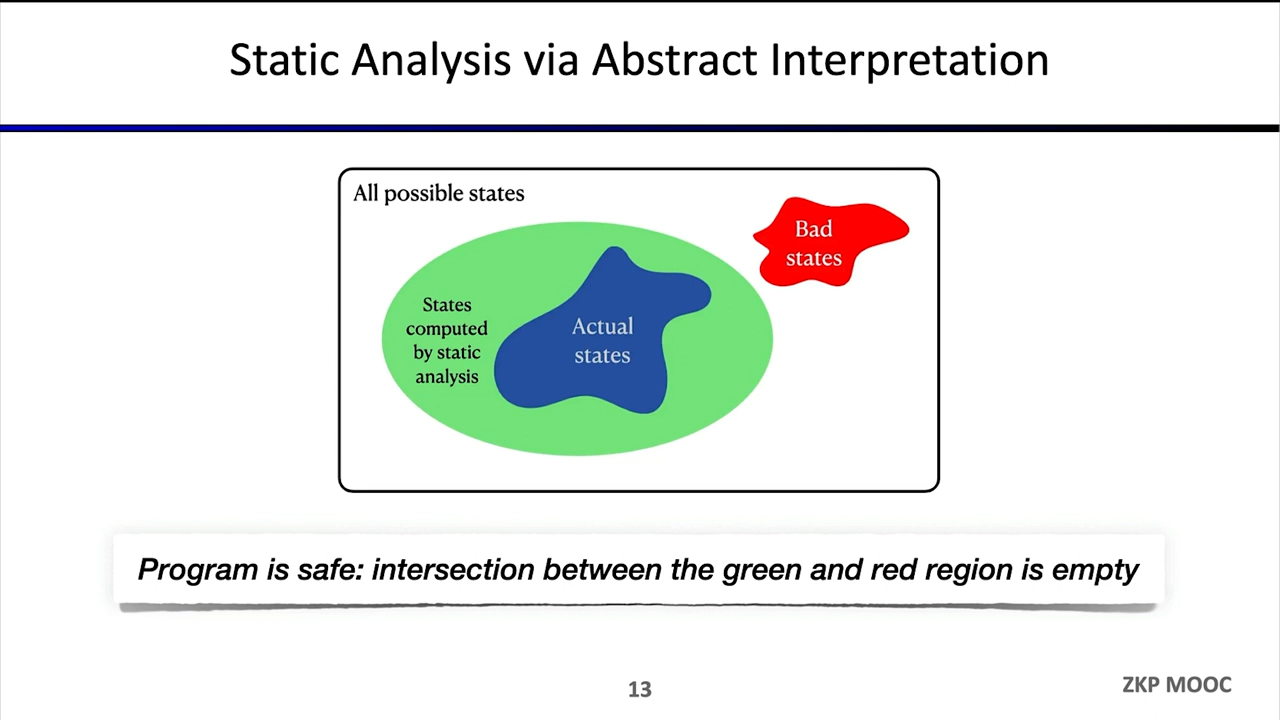 Static Analysis via Abstract Interpretation
All possible states
Bad
states
States
computed
by static
analysis
Actual
states
Program is safe: intersection between the green and red region is empty
13
ZKP MOOC